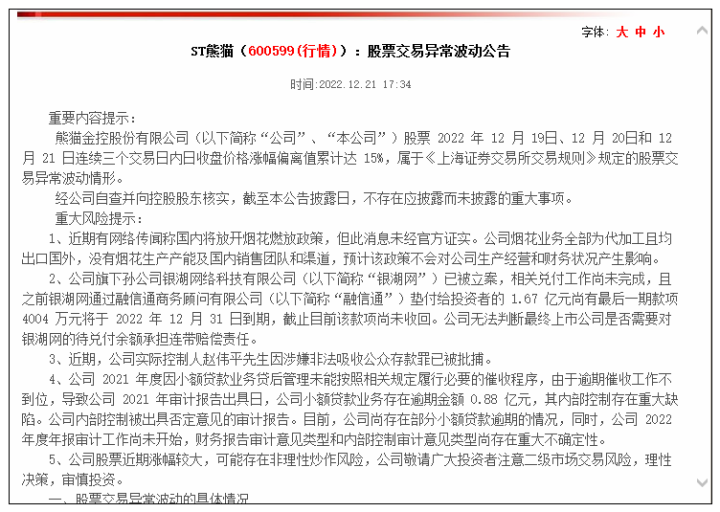 字体: 大 中 小
ST熊猫（600599(行情)）：股票交易异常波动公告
时间:2022.12.21 17:34
重要内容提示：
熊猫金控股份有限公司（以下简称“公司”、“本公司”）股票 2022 年 12 月 19日、12 月 20日和 12
月 21 日连续三个交易日内日收盘价格涨幅偏离值累计达 15%，属于《上海证券交易所交易规则》规定的股票交
易异常波动情形。
经公司自查并向控股股东核实，截至本公告披露日，不存在应披露而未披露的重大事项。
重大风险提示：
1、近期有网络传闻称国内将放开烟花燃放政策，但此消息未经官方证实。公司烟花业务全部为代加工且均
出口国外，没有烟花生产产能及国内销售团队和渠道，预计该政策不会对公司生产经营和财务状况产生影响。
2、公司旗下孙公司银湖网络科技有限公司（以下简称“银湖网”）已被立案，相关兑付工作尚未完成，且
之前银湖网通过融信通商务顾问有限公司（以下简称“融信通”）垫付给投资者的 1.67 亿元尚有最后一期款项
4004 万元将于 2022 年 12 月 31 日到期，截止目前该款项尚未收回。公司无法判断最终上市公司是否需要对
银湖网的待兑付余额承担连带赔偿责任。
3、近期，公司实际控制人赵伟平先生因涉嫌非法吸收公众存款罪已被批捕。
4、公司 2021 年度因小额贷款业务贷后管理未能按照相关规定履行必要的催收程序，由于逾期催收工作不
到位，导致公司 2021 年审计报告出具日，公司小额贷款业务存在逾期金额 0.88 亿元，其内部控制存在重大缺
陷。公司内部控制被出具否定意见的审计报告。目前，公司尚存在部分小额贷款逾期的情况，同时，公司 2022
年度年报审计工作尚未开始，财务报告审计意见类型和内部控制审计意见类型尚存在重大不确定性。
5、公司股票近期涨幅较大，可能存在非理性炒作风险，公司敬请广大投资者注意二级市场交易风险，理性
决策，审慎投资。
一、股票交易异常波动的具体情况